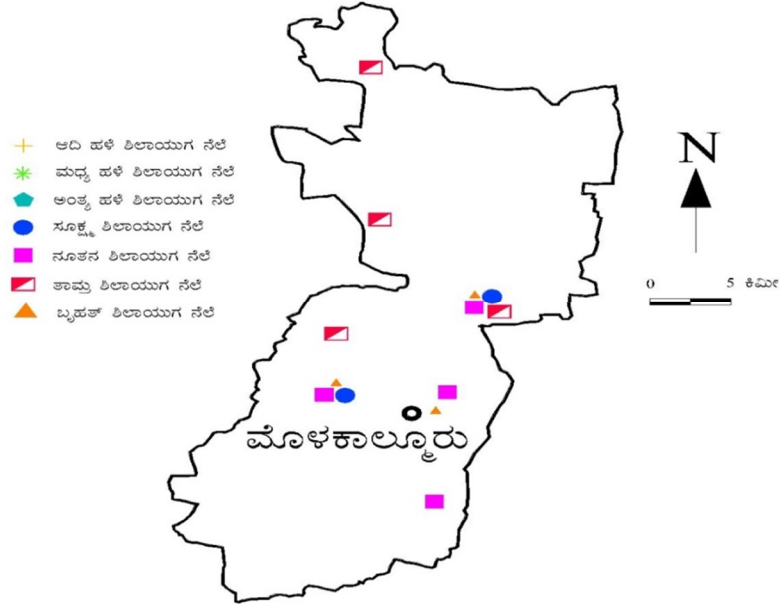 ಆದಿ ಹಳೆ ಶಿಲಾಯುಗ ನೆಲೆ
ಮಧ್ಯ ಹಳೆ ಶಿಲಾಯುಗ ನೆಲೆ
ಅಂತ್ಯ ಹಳೆ ಶಿಲಾಯುಗ ನೆಲೆ
ಸೂಕ್ಷ್ಮ ಶಿಲಾಯುಗ ನೆಲೆ
ನೂತನ ಶಿಲಾಯುಗ ನೆಲೆ
ತಾಮ್ರ ಶಿಲಾಯುಗ ನೆಲೆ
ಬೃಹತ್ ಶಿಲಾಯುಗ ನೆಲೆ
ಮೊಳಕಾಲ್ಮೂರು
N
0 5 ಕಿಮೀ